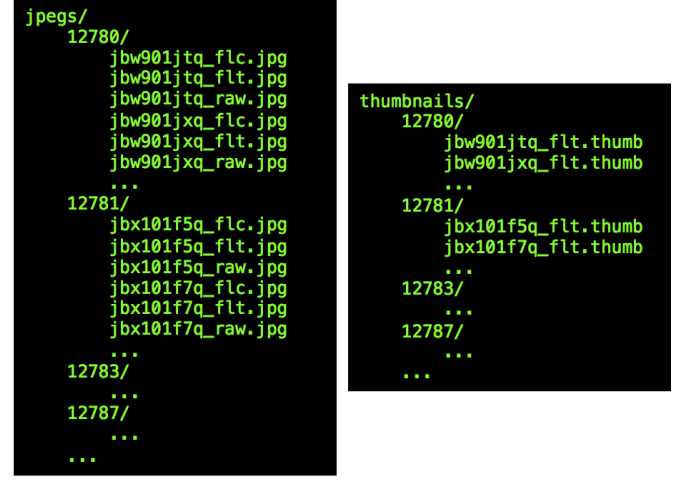 jpegs/
12780/
jbw901jtq_flc.jpg
jbw901jtq_flt.jpg
jbw901jtq_raw.jpg
jbw901jxq_flc.jpg
jbw901jxq_flt.jpg
jbw901jxq_raw.jpg
...
12781/
jbx101f5q_flc.jpg
jbx101f5q_flt.jpg
jbx101f5q_raw.jpg
jbx101f7q_flc.jpg
jbx101f7q_flt.jpg
jbx101f7q_raw.jpg
...
12783/
...
12787/
...
...
thumbnails/
12780/
jbw901jtq_flt.thumb
jbw901jxq_flt.thumb
...
12781/
jbx101f5q_flt.thumb
jbx101f7q_flt.thumb
...
12783/
...
12787/
...
...